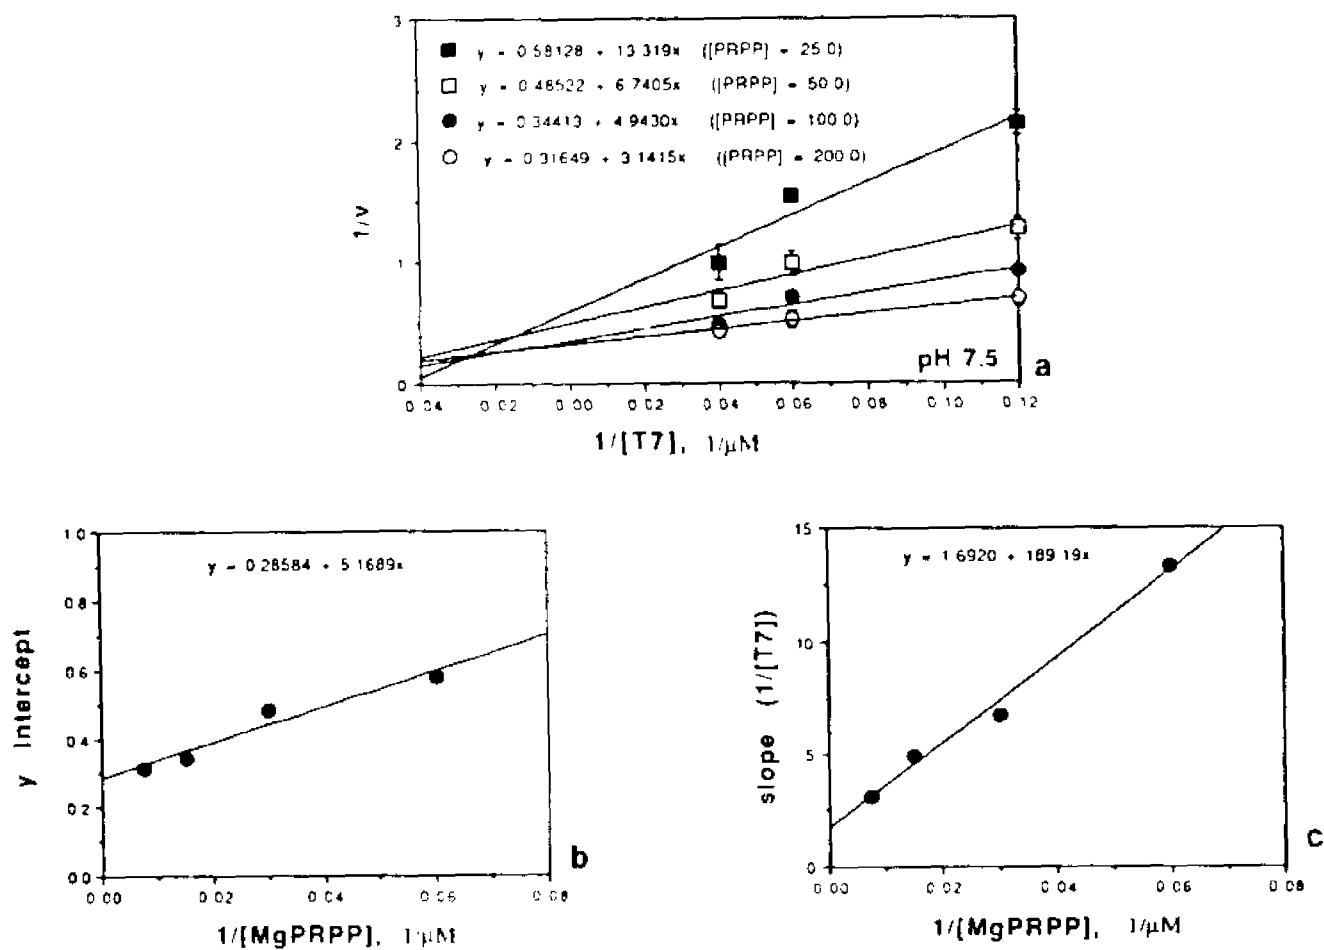 3
y = 0.58128 + 13.319x ([PRPP] = 25.0)
y = 0.48522 + 6.7405x ([PRPP] = 50.0)
y = 0.34413 + 4.9430x ([PRPP] = 100.0)
y = 0.31649 + 3.1415x ([PRPP] = 200.0)
2
1/v
1
pH 7.5
a
0
0.04 0.02 0.00 0.02 0.04 0.06 0.08 0.10 0.12
1/[T7], 1/μM
1.0
y = 0.28584 + 5.1689x
0.8
0.6
y Intercept
0.4
0.2
b
0.0
0.00 0.02 0.04 0.06 0.08
1/[MgPRPP], 1/μM
15
y = 1.6920 + 189.19x
10
slope (1/[T7])
5
c
0
0.00 0.02 0.04 0.06 0.08
1/[MgPRPP], 1/μM